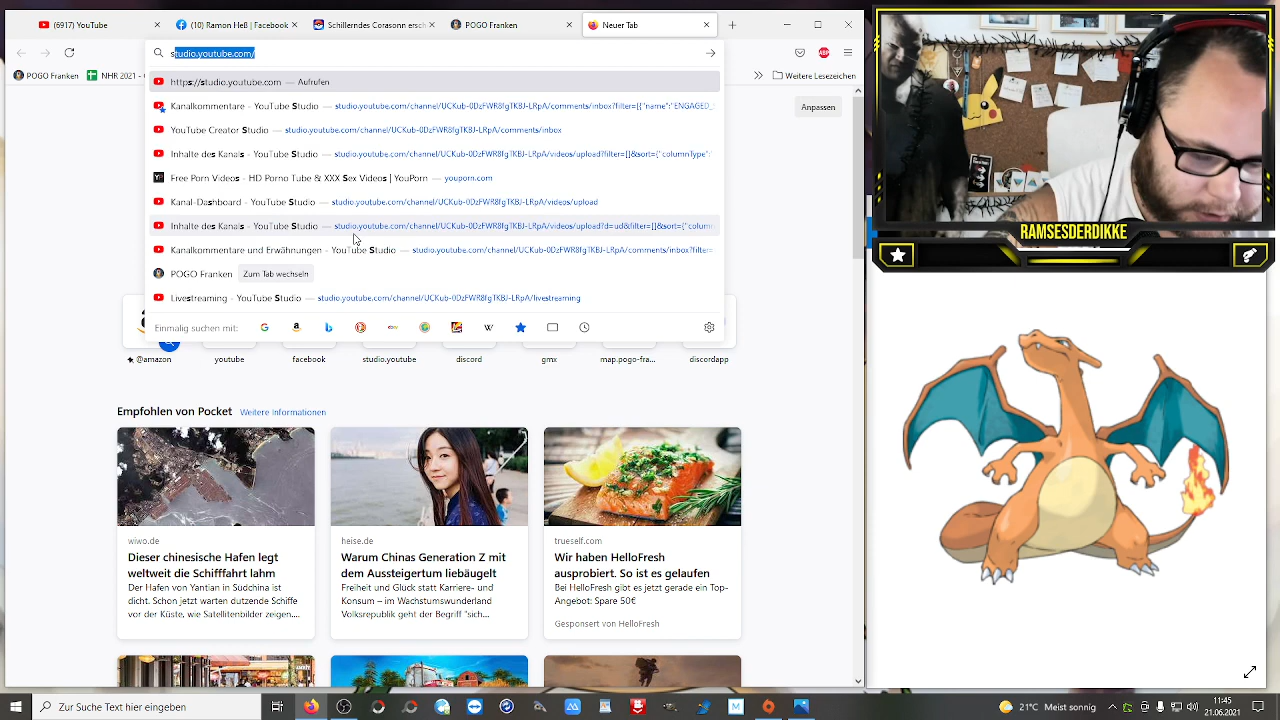 (617) YouTube
(10) Ramon Heß | Facebook
Schillernde Formen ersch
POGO
Neuer Tab
studio.youtube.com/
POGO Franken
NHR 2021 -
Weitere Lesezeichen
https://studio.youtube.com — Aufrufen
Kanalkommentare - YouTube Studio — studio.youtube.com/channel/UCKub-0DzFWR8fgTKBJ-LRpA/comments/inbox?filter=[{"name":"ENGAGED_
YouTube Creator Studio — studio.youtube.com/channel/UCKub-0DzFWR8fgTKBJ-LRpA/comments/inbox
Inhalte des Kanals - YouTube Studio — studio.youtube.com/channel/UCKub-0DzFWR8fgTKBJ-LRpA/videos/upload?filter=[]&sort={"columnType":
Free Porn Videos - HD Porno Tube & XXX Sex Videos | YouPorn — youporn.com
Kanal-Dashboard - YouTube Studio — studio.youtube.com/channel/UCKub-0DzFWR8fgTKBJ-LRpA/videos/upload
Inhalte des Kanals - YouTube Studio — studio.youtube.com/channel/UCKub-0DzFWR8fgTKBJ-LRpA/videos/upload?d=ud&filter=[]&sort={"colum
Kanalkommentare und Erwähnungen - YouTube Studio — studio.youtube.com/channel/UCKub-0DzFWR8fgTKBJ-LRpA/comments/inbox?filter=
POGO Franken Zum Tab wechseln
Livestreaming - YouTube Studio — studio.youtube.com/channel/UCKub-0DzFWR8fgTKBJ-LRpA/livestreaming
Einmalig suchen mit:
Anpassen
@amazon
youtube
facebook
studio.youtube
discord
gmx
map.pogo-fra...
discordapp
Empfohlen von Pocket Weitere Informationen
wiwo.de
Dieser chinesische Hafen legt
weltweit die Schifffahrt lahm
Der Hafen von Yantian in Südchina ist
dicht. Schon jetzt warten dutzende Schiffe
vor der Küste, wie Satellitenbilder zeigen....
heise.de
Warum Chinas Generation Z mit
dem Aussteigertum liebäugelt
Freiheit und Glück statt Karriere- und
Konsum – im Wachstumswunderland
Volksrepublik geht der Begriff "sich...
trueself.com
Wir haben HelloFresh
ausprobiert. So ist es gelaufen
Bei HelloFresh gibt es jetzt gerade ein Top-
Angebot: Spare 50€
Gesponsert von HelloFresh
RAMSESDERDIKKE
Zur Suche Text hier eingeben
21°C Meist sonnig
11:45
21.06.2021